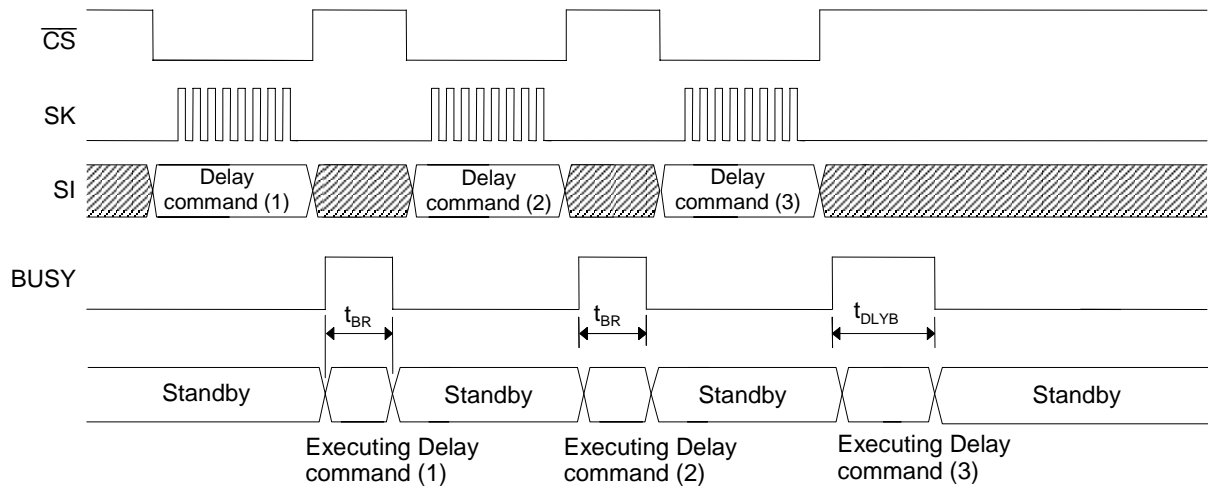 CS
SK
SI
Delay
command (1)
Delay
command (2)
Delay
command (3)
BUSY
tBR
tBR
tDLYB
Standby
Standby
Standby
Standby
Executing Delay
command (1)
Executing Delay
command (2)
Executing Delay
command (3)